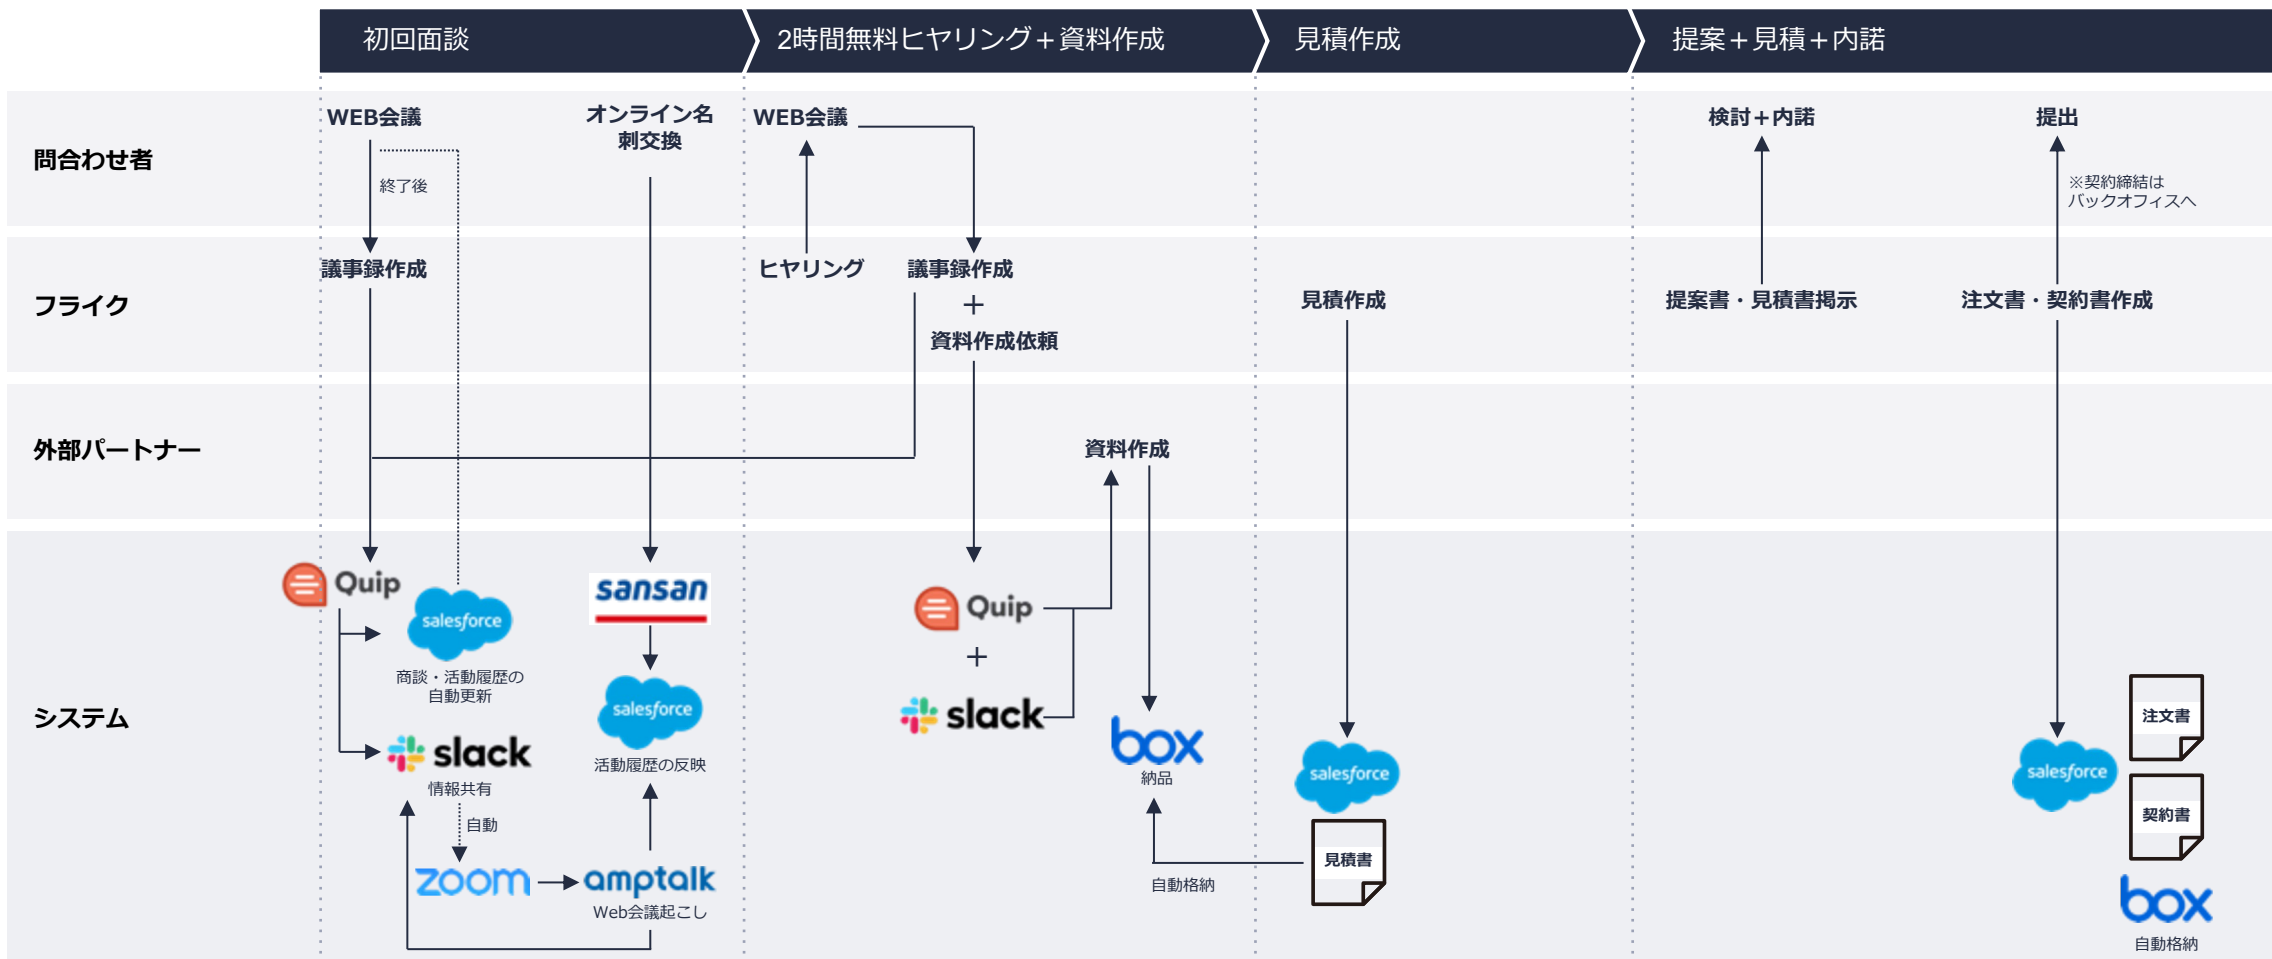 初回面談
2時間無料ヒヤリング＋資料作成
見積作成
提案＋見積＋内諾
問合わせ者
WEB会議
終了後
オンライン名
刺交換
WEB会議
検討＋内諾
提出
※契約締結は
バックオフィスへ
フライク
議事録作成
ヒヤリング
議事録作成
＋
資料作成依頼
見積作成
提案書・見積書掲示
注文書・契約書作成
外部パートナー
資料作成
システム
Quip
salesforce
商談・活動履歴の
自動更新
slack
情報共有
自動
zoom
sansan
salesforce
活動履歴の反映
amptalk
Web会議起こし
Quip
＋
slack
box
納品
自動格納
salesforce
見積書
salesforce
注文書
契約書
box
自動格納